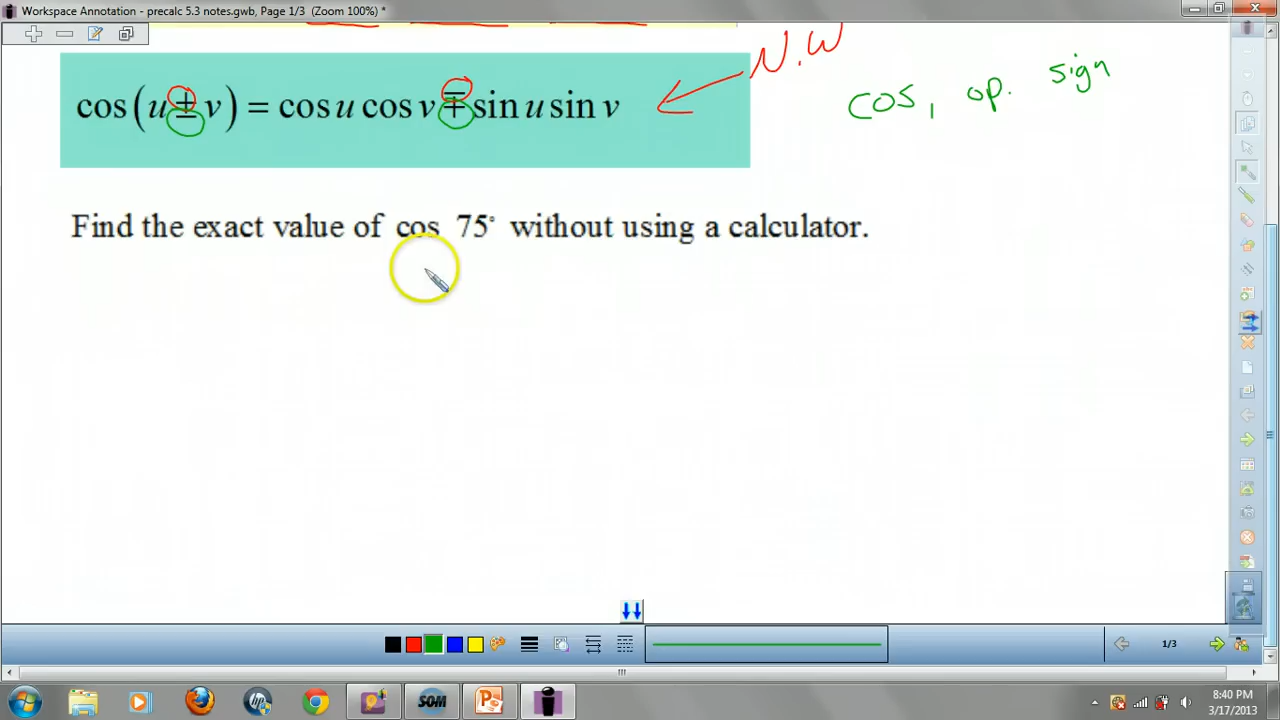 Workspace Annotation - precalc 5.3 notes.gwb, Page 1/3 (Zoom 100%) *
N.W
cos, op. sign
cos(u ± v) = cos u cos v ∓ sin u sin v
Find the exact value of cos 75° without using a calculator.
1/3
SOM
8:40 PM
3/17/2013